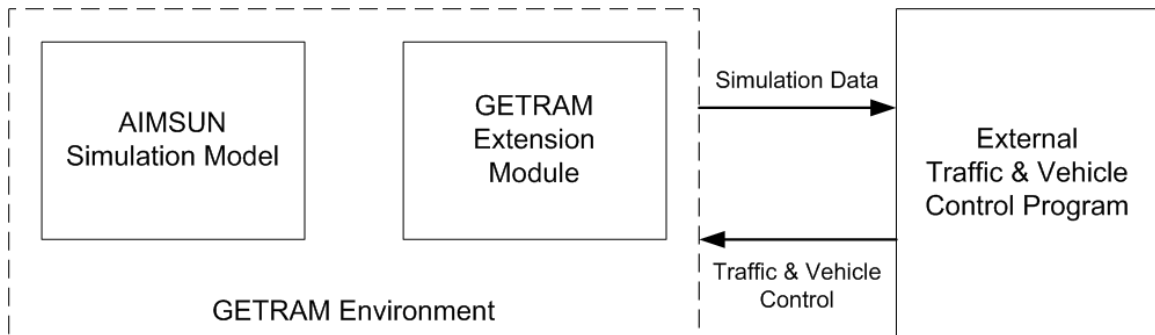 AIMSUN
Simulation Model
GETRAM
Extension
Module
GETRAM Environment
Simulation Data
Traffic & Vehicle
Control
External
Traffic & Vehicle
Control Program